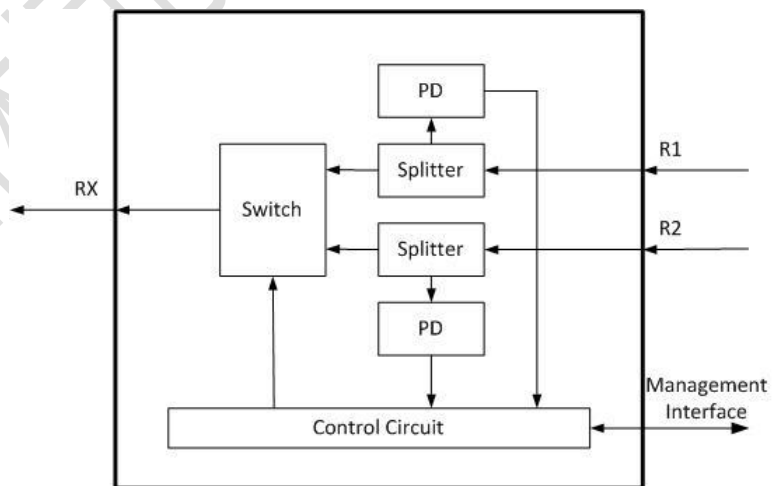 PD
R1
Splitter
RX
Switch
R2
Splitter
PD
Management
Interface
Control Circuit